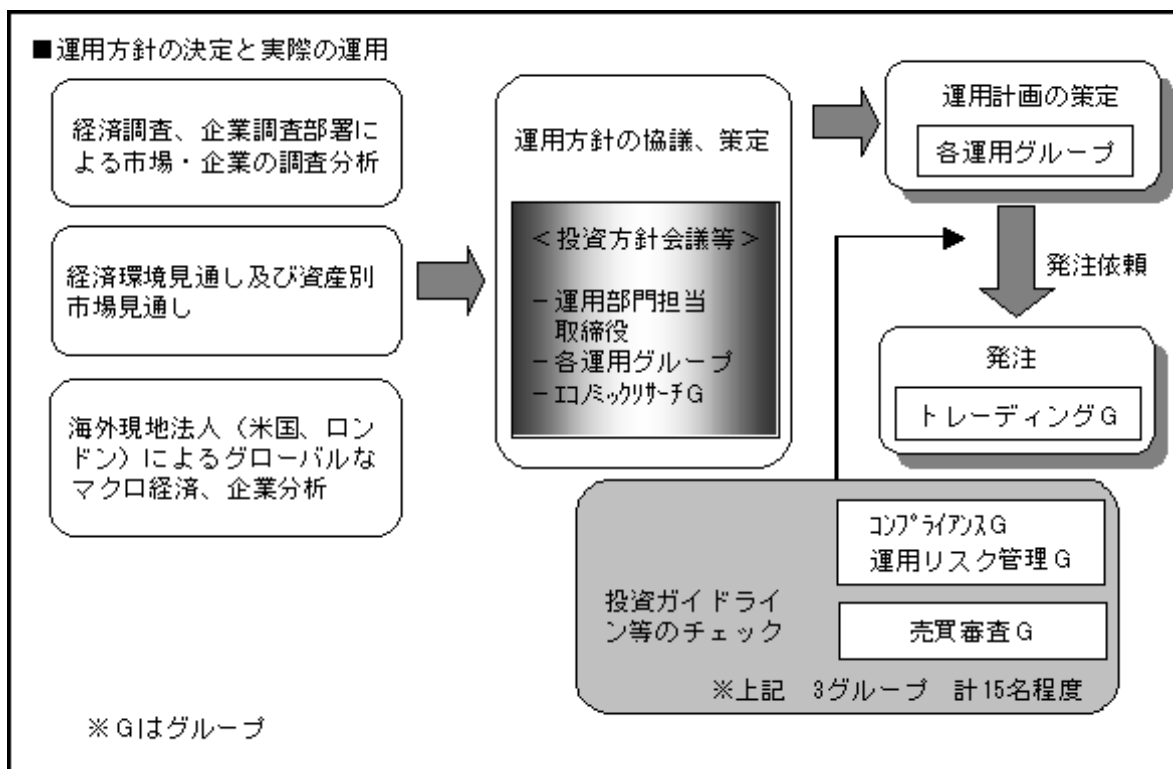 ■運用方針の決定と実際の運用
経済調査、企業調査部署に
よる市場・企業の調査分析
経済環境見通し及び資産別
市場見通し
海外現地法人（米国、ロン
ドン）によるグローバルな
マクロ経済、企業分析
運用方針の協議、策定
＜投資方針会議等＞
－運用部門担当
取締役
－各運用グループ
－ｴｺﾉﾐｯｸﾘｻｰﾁＧ
運用計画の策定
各運用グループ
発注依頼
発注
トレーディングＧ
投資ガイドライ
ン等のチェック
ｺﾝﾌﾟﾗｲｱﾝｽＧ
運用リスク管理Ｇ
売買審査Ｇ
※上記　3グループ　計15名程度
※Ｇはグループ